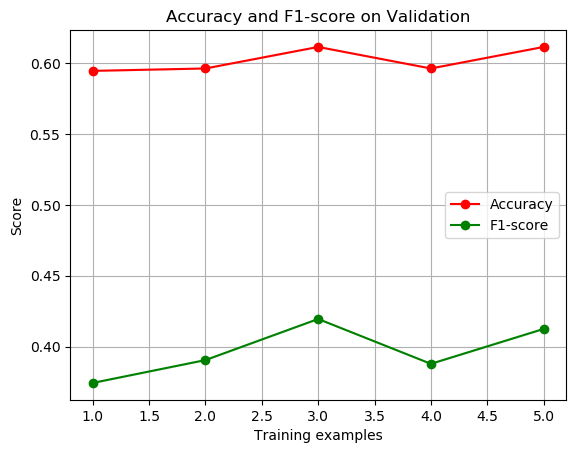 Accuracy and F1-score on Validation
0.60
0.55
0.50
0.45
0.40
Score
Accuracy
F1-score
1.0 1.5 2.0 2.5 3.0 3.5 4.0 4.5 5.0
Training examples